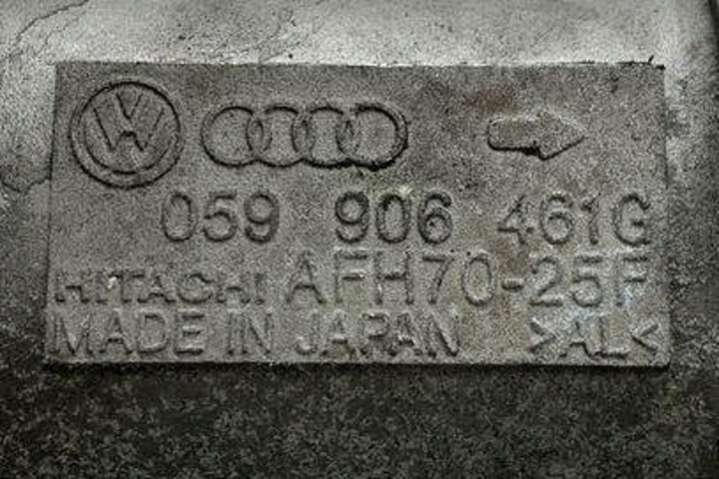 059 906 461G
HITACHI AFH70-25F
MADE IN JAPAN >AL<